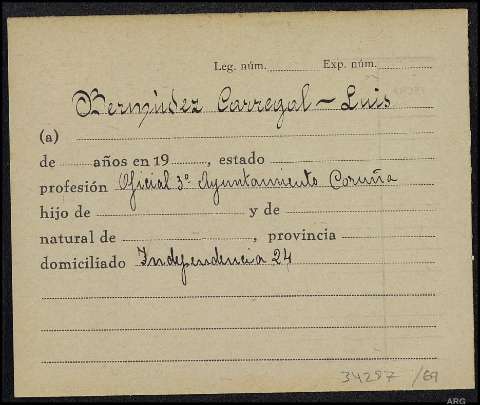 Leg. núm. Exp. núm.
Bermúdez Carregal - Luis
(a)
de años en 19 , estado
profesión Oficial 3º Ayuntamiento Coruña
hijo de y de
natural de , provincia
domiciliado Independencia 24
34297 /69
ARG